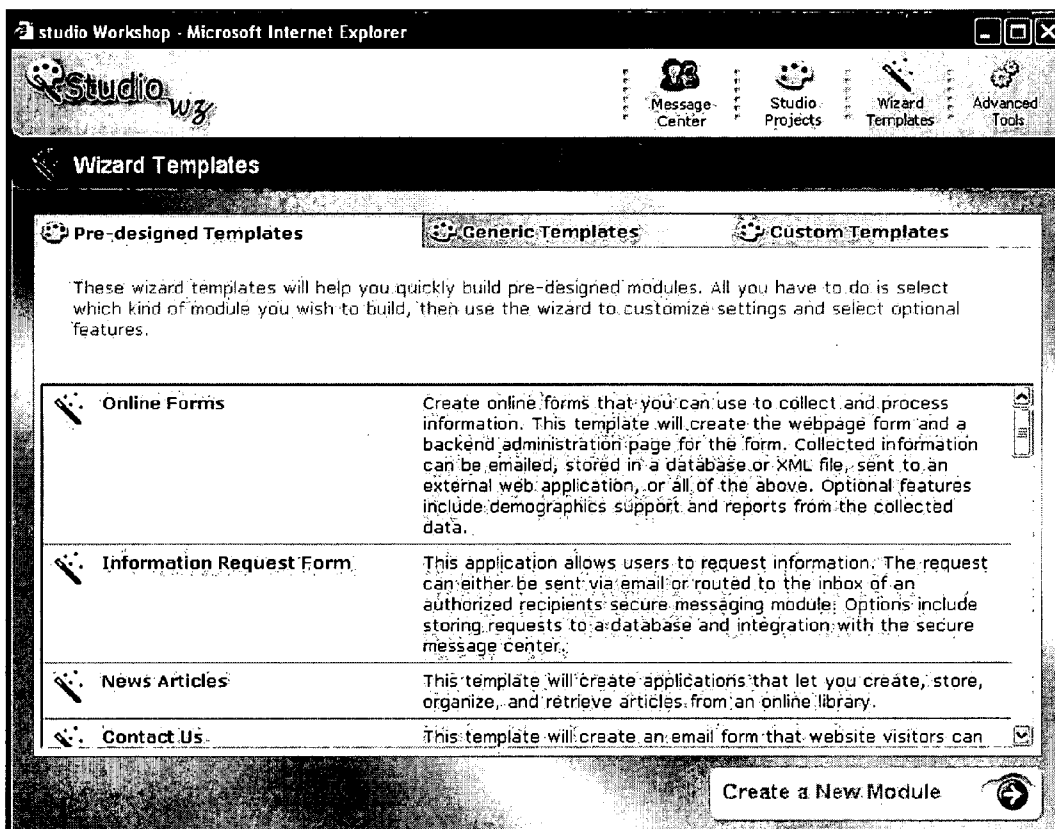 studio Workshop - Microsoft Internet Explorer
Studio wz
Message Center
Studio Projects
Wizard Templates
Advanced Tools
Wizard Templates
Pre-designed Templates
Generic Templates
Custom Templates
These wizard templates will help you quickly build pre-designed modules. All you have to do is select
which kind of module you wish to build, then use the wizard to customize settings and select optional
features.
Online Forms
Create online forms that you can use to collect and process
information. This template will create the webpage form and a
backend administration page for the form. Collected information
can be emailed, stored in a database or XML file, sent to an
external web application, or all of the above. Optional features
include demographics support and reports from the collected
data.
Information Request Form
This application allows users to request information. The request
can either be sent via email or routed to the inbox of an
authorized recipients secure messaging module. Options include
storing requests to a database and integration with the secure
message center.
News Articles
This template will create applications that let you create, store,
organize, and retrieve articles from an online library.
Contact Us
This template will create an email form that website visitors can
Create a New Module